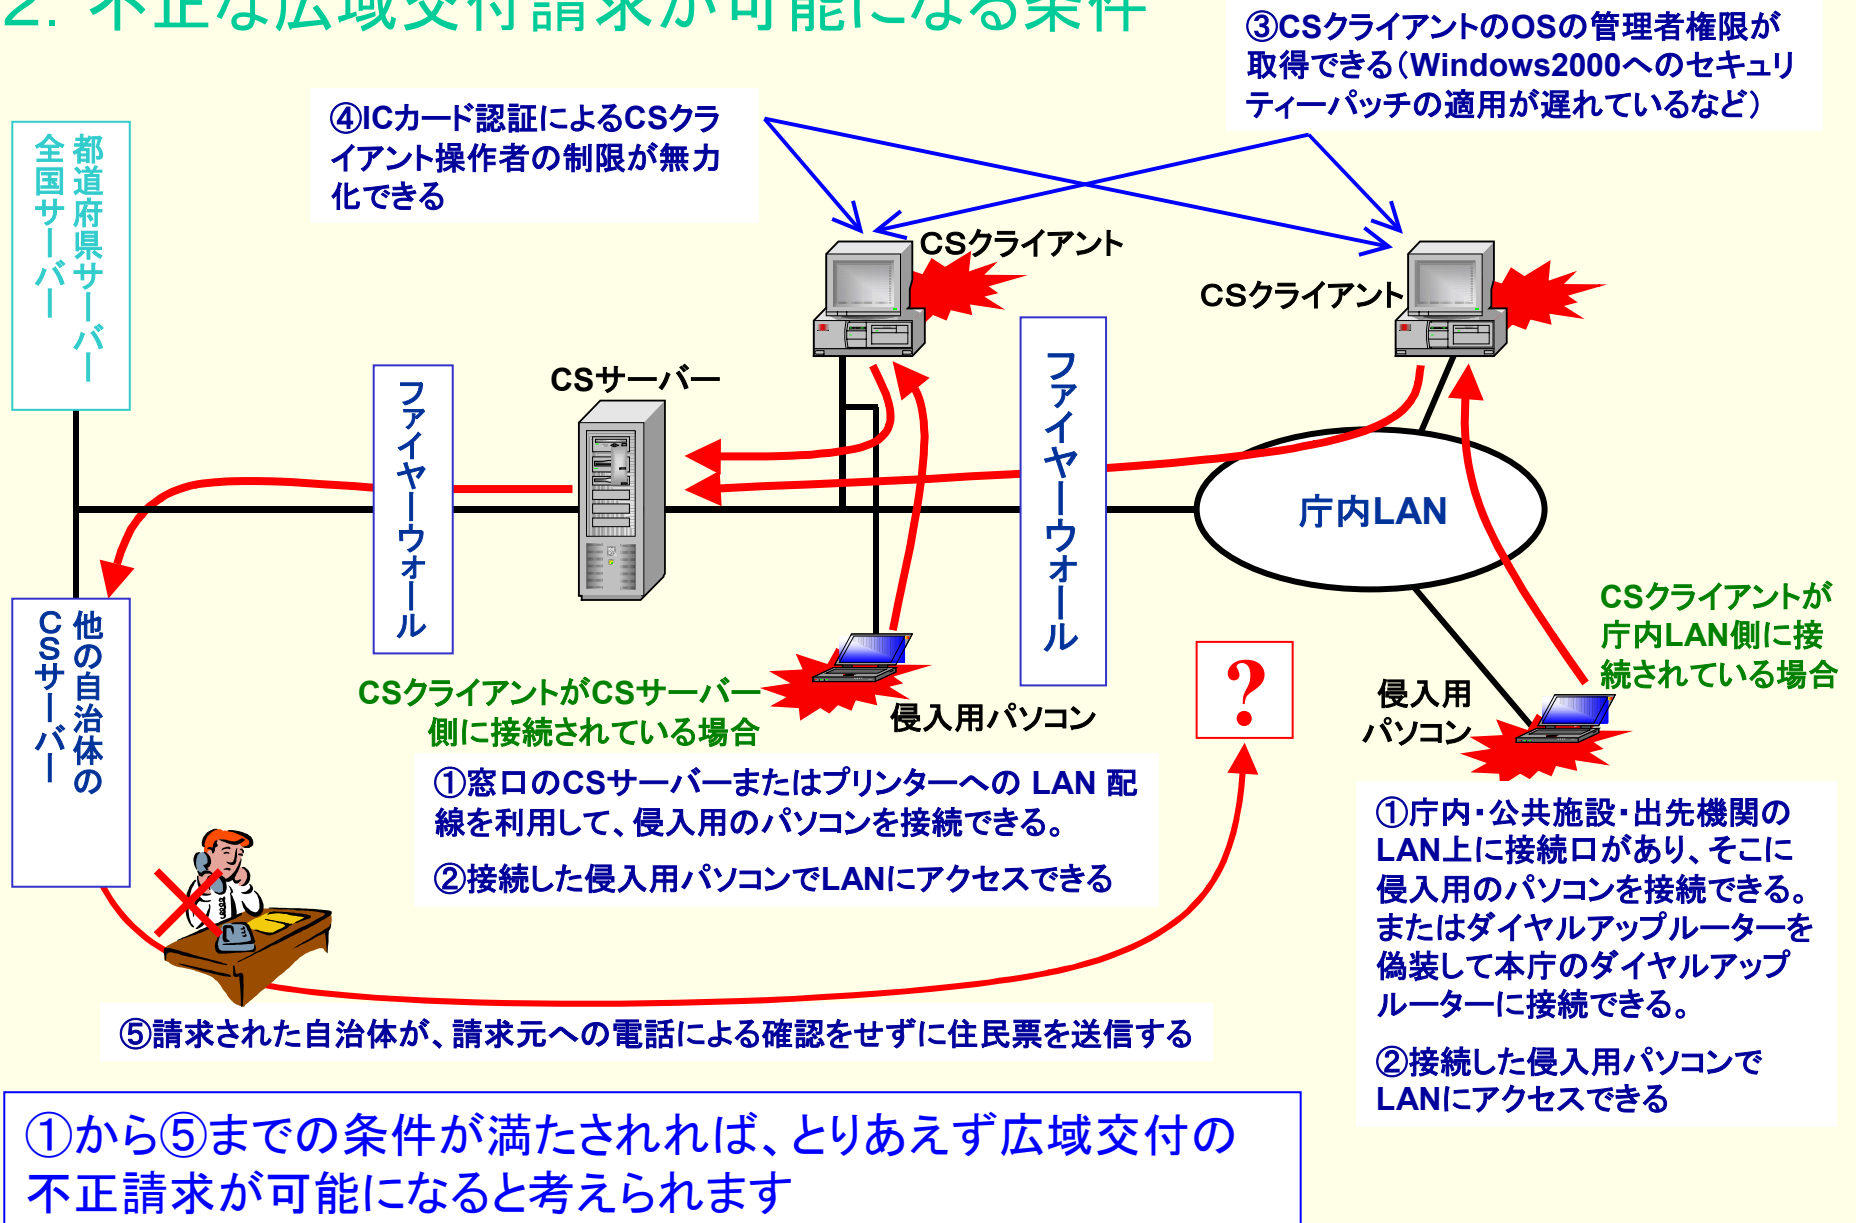 2. 不正な広域交付請求が可能になる条件
③CSクライアントのOSの管理者権限が
取得できる（Windows2000へのセキュリ
ティーパッチの適用が遅れているなど）
④ICカード認証によるCSクラ
イアント操作者の制限が無力
化できる
都道府県サーバー
全国サーバー
CSクライアント
CSクライアント
CSサーバー
ファイヤーウォール
ファイヤーウォール
庁内LAN
他の自治体の
CSサーバー
CSクライアントがCSサーバー
側に接続されている場合
侵入用パソコン
?
CSクライアントが
庁内LAN側に接
続されている場合
侵入用
パソコン
①窓口のCSサーバーまたはプリンターへの LAN 配
線を利用して、侵入用のパソコンを接続できる。
②接続した侵入用パソコンでLANにアクセスできる
①庁内・公共施設・出先機関の
LAN上に接続口があり、そこに
侵入用のパソコンを接続できる。
またはダイヤルアップルーターを
偽装して本庁のダイヤルアップ
ルーターに接続できる。
②接続した侵入用パソコンで
LANにアクセスできる
⑤請求された自治体が、請求元への電話による確認をせずに住民票を送信する
①から⑤までの条件が満たされれば、とりあえず広域交付の
不正請求が可能になると考えられます